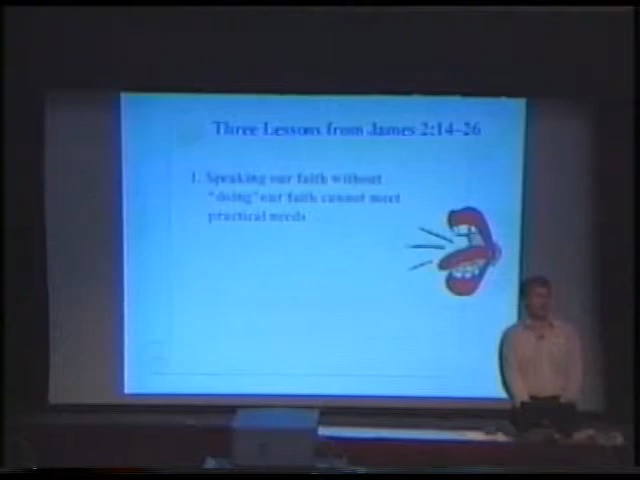 Three Lessons from James 2:14-26
1. Speaking our faith without
"doing" our faith cannot meet
practical needs